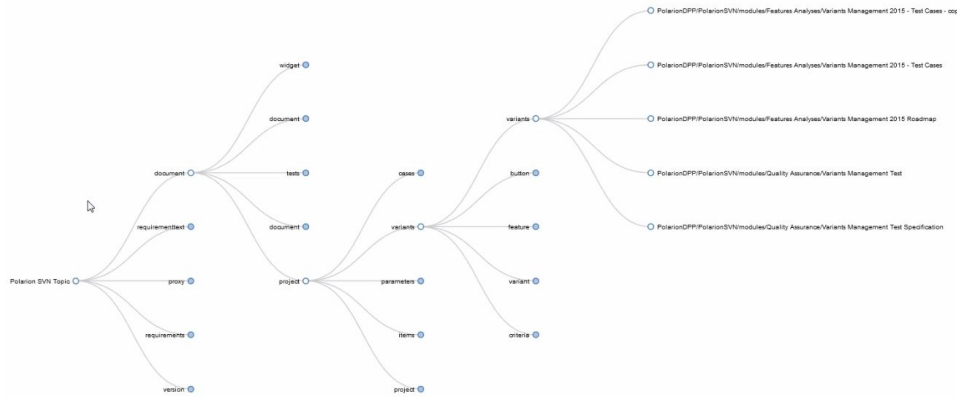 PolarionDPP/PolarionSVN/modules/Features Analyses/Variants Management 2015 - Test Cases - cop
widget
PolarionDPP/PolarionSVN/modules/Features Analyses/Variants Management 2015 - Test Cases
document
variants
PolarionDPP/PolarionSVN/modules/Features Analyses/Variants Management 2015 Roadmap
document
tests
cases
button
PolarionDPP/PolarionSVN/modules/Quality Assurance/Variants Management Test
requirementtext
document
variants
feature
PolarionDPP/PolarionSVN/modules/Quality Assurance/Variants Management Test Specification
Polarion SVN Topic
proxy
project
parameters
variant
requirements
items
criteria
version
project